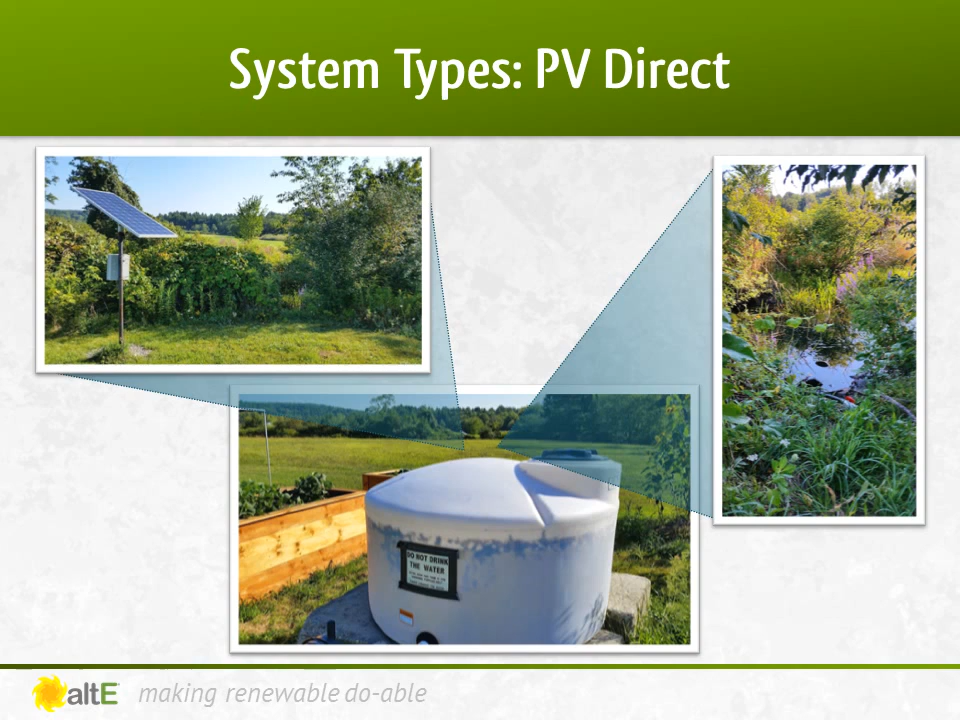 System Types: PV Direct
DO NOT DRINK
THE WATER
altE
making renewable do-able